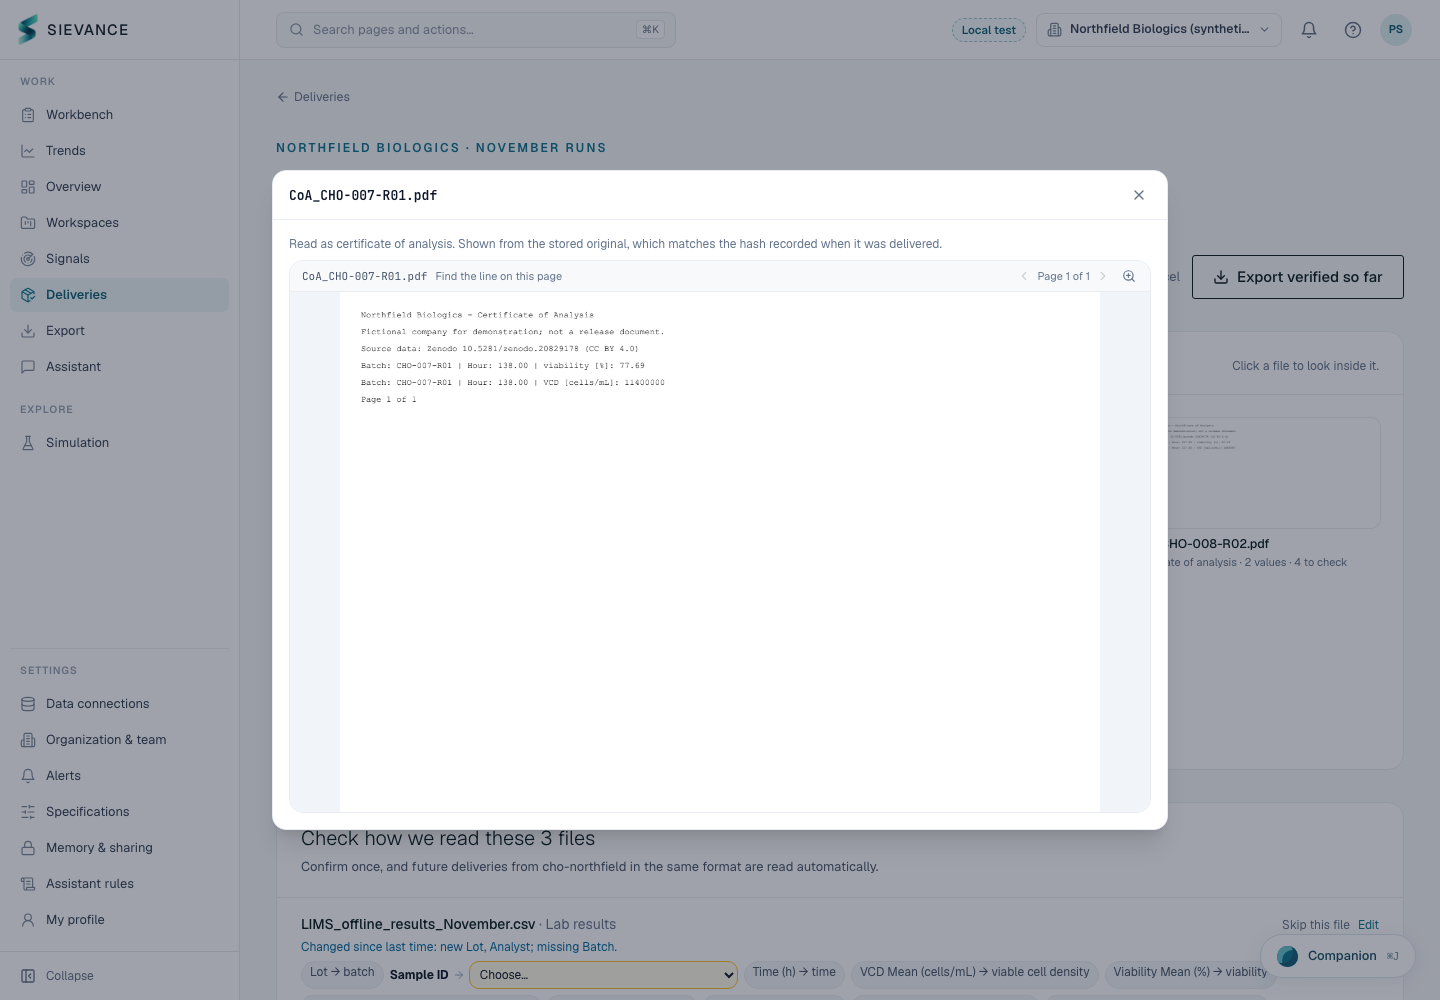 SIEVANCE
Search pages and actions...
⌘K
Local test
Northfield Biologics (syntheti...
PS
WORK
Workbench
Trends
Overview
Workspaces
Signals
Deliveries
Export
Assistant
EXPLORE
Simulation
SETTINGS
Data connections
Organization & team
Alerts
Specifications
Memory & sharing
Assistant rules
My profile
Collapse
← Deliveries
NORTHFIELD BIOLOGICS · NOVEMBER RUNS
Export verified so far
Click a file to look inside it.
HO-008-R02.pdf
ate of analysis · 2 values · 4 to check
CoA_CHO-007-R01.pdf
Read as certificate of analysis. Shown from the stored original, which matches the hash recorded when it was delivered.
CoA_CHO-007-R01.pdf Find the line on this page
Page 1 of 1
Northfield Biologics - Certificate of Analysis
Fictional company for demonstration; not a release document.
Source data: Zenodo 10.5281/zenodo.20829178 (CC BY 4.0)
Batch: CHO-007-R01 | Hour: 138.00 | viability [%]: 77.69
Batch: CHO-007-R01 | Hour: 138.00 | VCD [cells/mL]: 11400000
Page 1 of 1
Check how we read these 3 files
Confirm once, and future deliveries from cho-northfield in the same format are read automatically.
LIMS_offline_results_November.csv · Lab results
Skip this file Edit
Changed since last time: new Lot, Analyst; missing Batch.
Lot → batch Sample ID → Choose... Time (h) → time VCD Mean (cells/mL) → viable cell density Viability Mean (%) → viability
Companion ⌘J